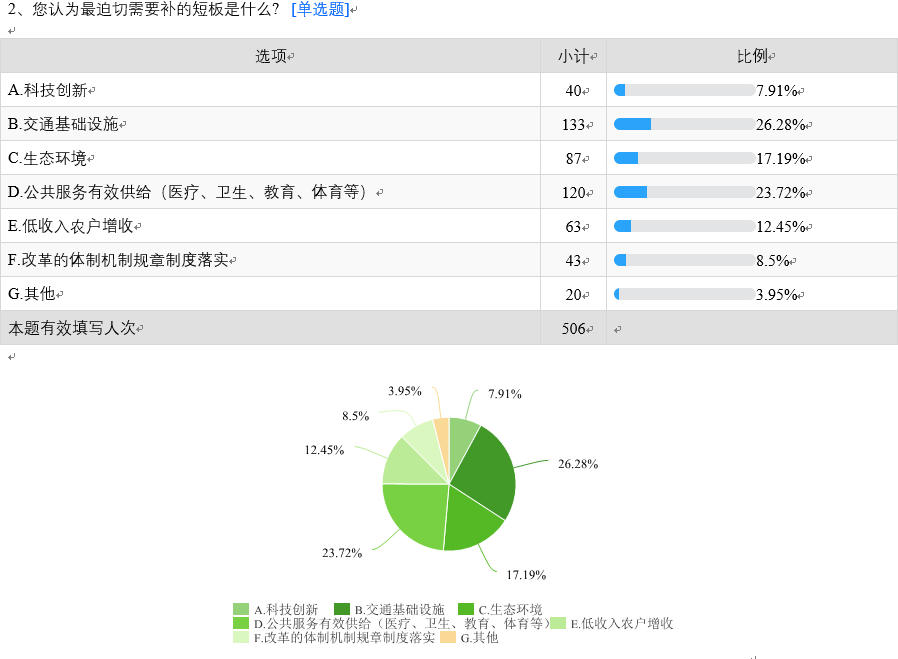 2、您认为最迫切需要补的短板是什么? [单选题]
选项 小计 比例
A.科技创新 40 7.91%
B.交通基础设施 133 26.28%
C.生态环境 87 17.19%
D.公共服务有效供给（医疗、卫生、教育、体育等） 120 23.72%
E.低收入农户增收 63 12.45%
F.改革的体制机制规章制度落实 43 8.5%
G.其他 20 3.95%
本题有效填写人次 506
3.95% 7.91%
8.5%
12.45% 26.28%
23.72% 17.19%
A.科技创新 B.交通基础设施 C.生态环境
D.公共服务有效供给（医疗、卫生、教育、体育等） E.低收入农户增收
F.改革的体制机制规章制度落实 G.其他